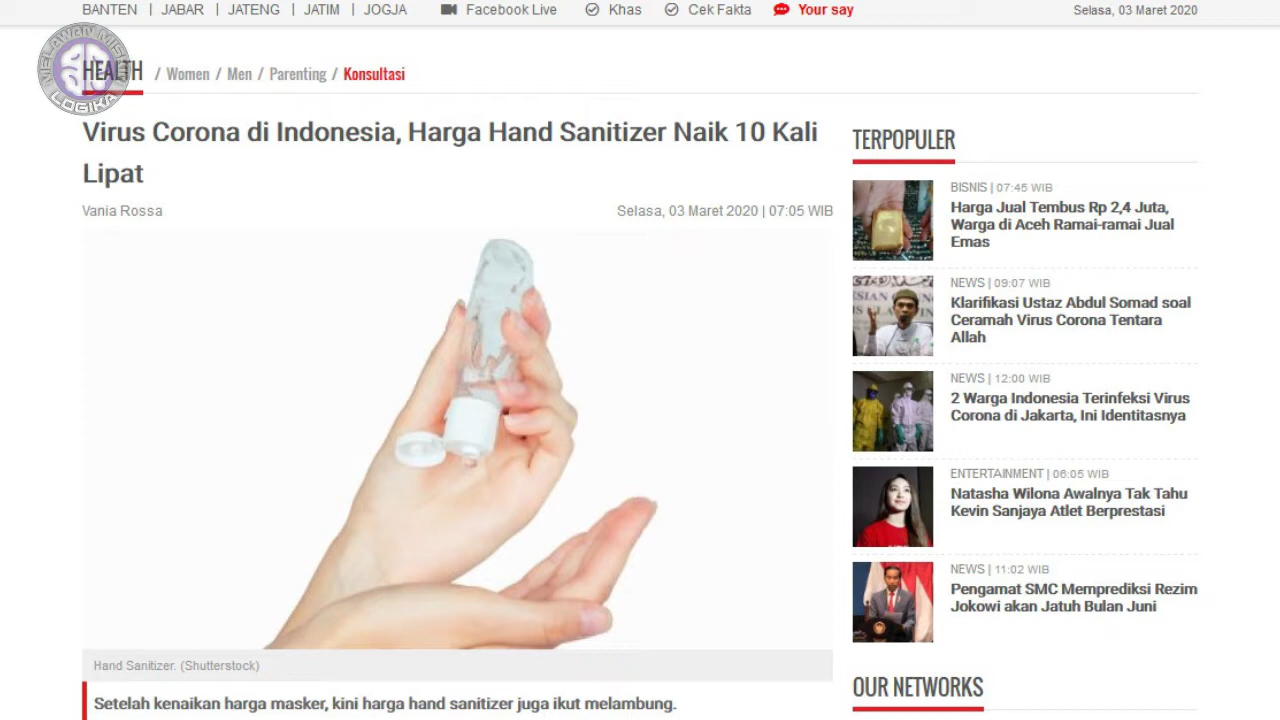 BANTEN | JABAR | JATENG | JATIM | JOGJA Facebook Live Khas Cek Fakta Your say Selasa, 03 Maret 2020
MELAWAN MISI
LOGIKA
HEALTH / Women / Men / Parenting / Konsultasi
Virus Corona di Indonesia, Harga Hand Sanitizer Naik 10 Kali
Lipat
Vania Rossa Selasa, 03 Maret 2020 | 07:05 WIB
Hand Sanitizer. (Shutterstock)
Setelah kenaikan harga masker, kini harga hand sanitizer juga ikut melambung.
TERPOPULER
BISNIS | 07:45 WIB
Harga Jual Tembus Rp 2,4 Juta,
Warga di Aceh Ramai-ramai Jual
Emas
NEWS | 09:07 WIB
Klarifikasi Ustaz Abdul Somad soal
Ceramah Virus Corona Tentara
Allah
NEWS | 12:00 WIB
2 Warga Indonesia Terinfeksi Virus
Corona di Jakarta, Ini Identitasnya
ENTERTAINMENT | 06:05 WIB
Natasha Wilona Awalnya Tak Tahu
Kevin Sanjaya Atlet Berprestasi
NEWS | 11:02 WIB
Pengamat SMC Memprediksi Rezim
Jokowi akan Jatuh Bulan Juni
OUR NETWORKS